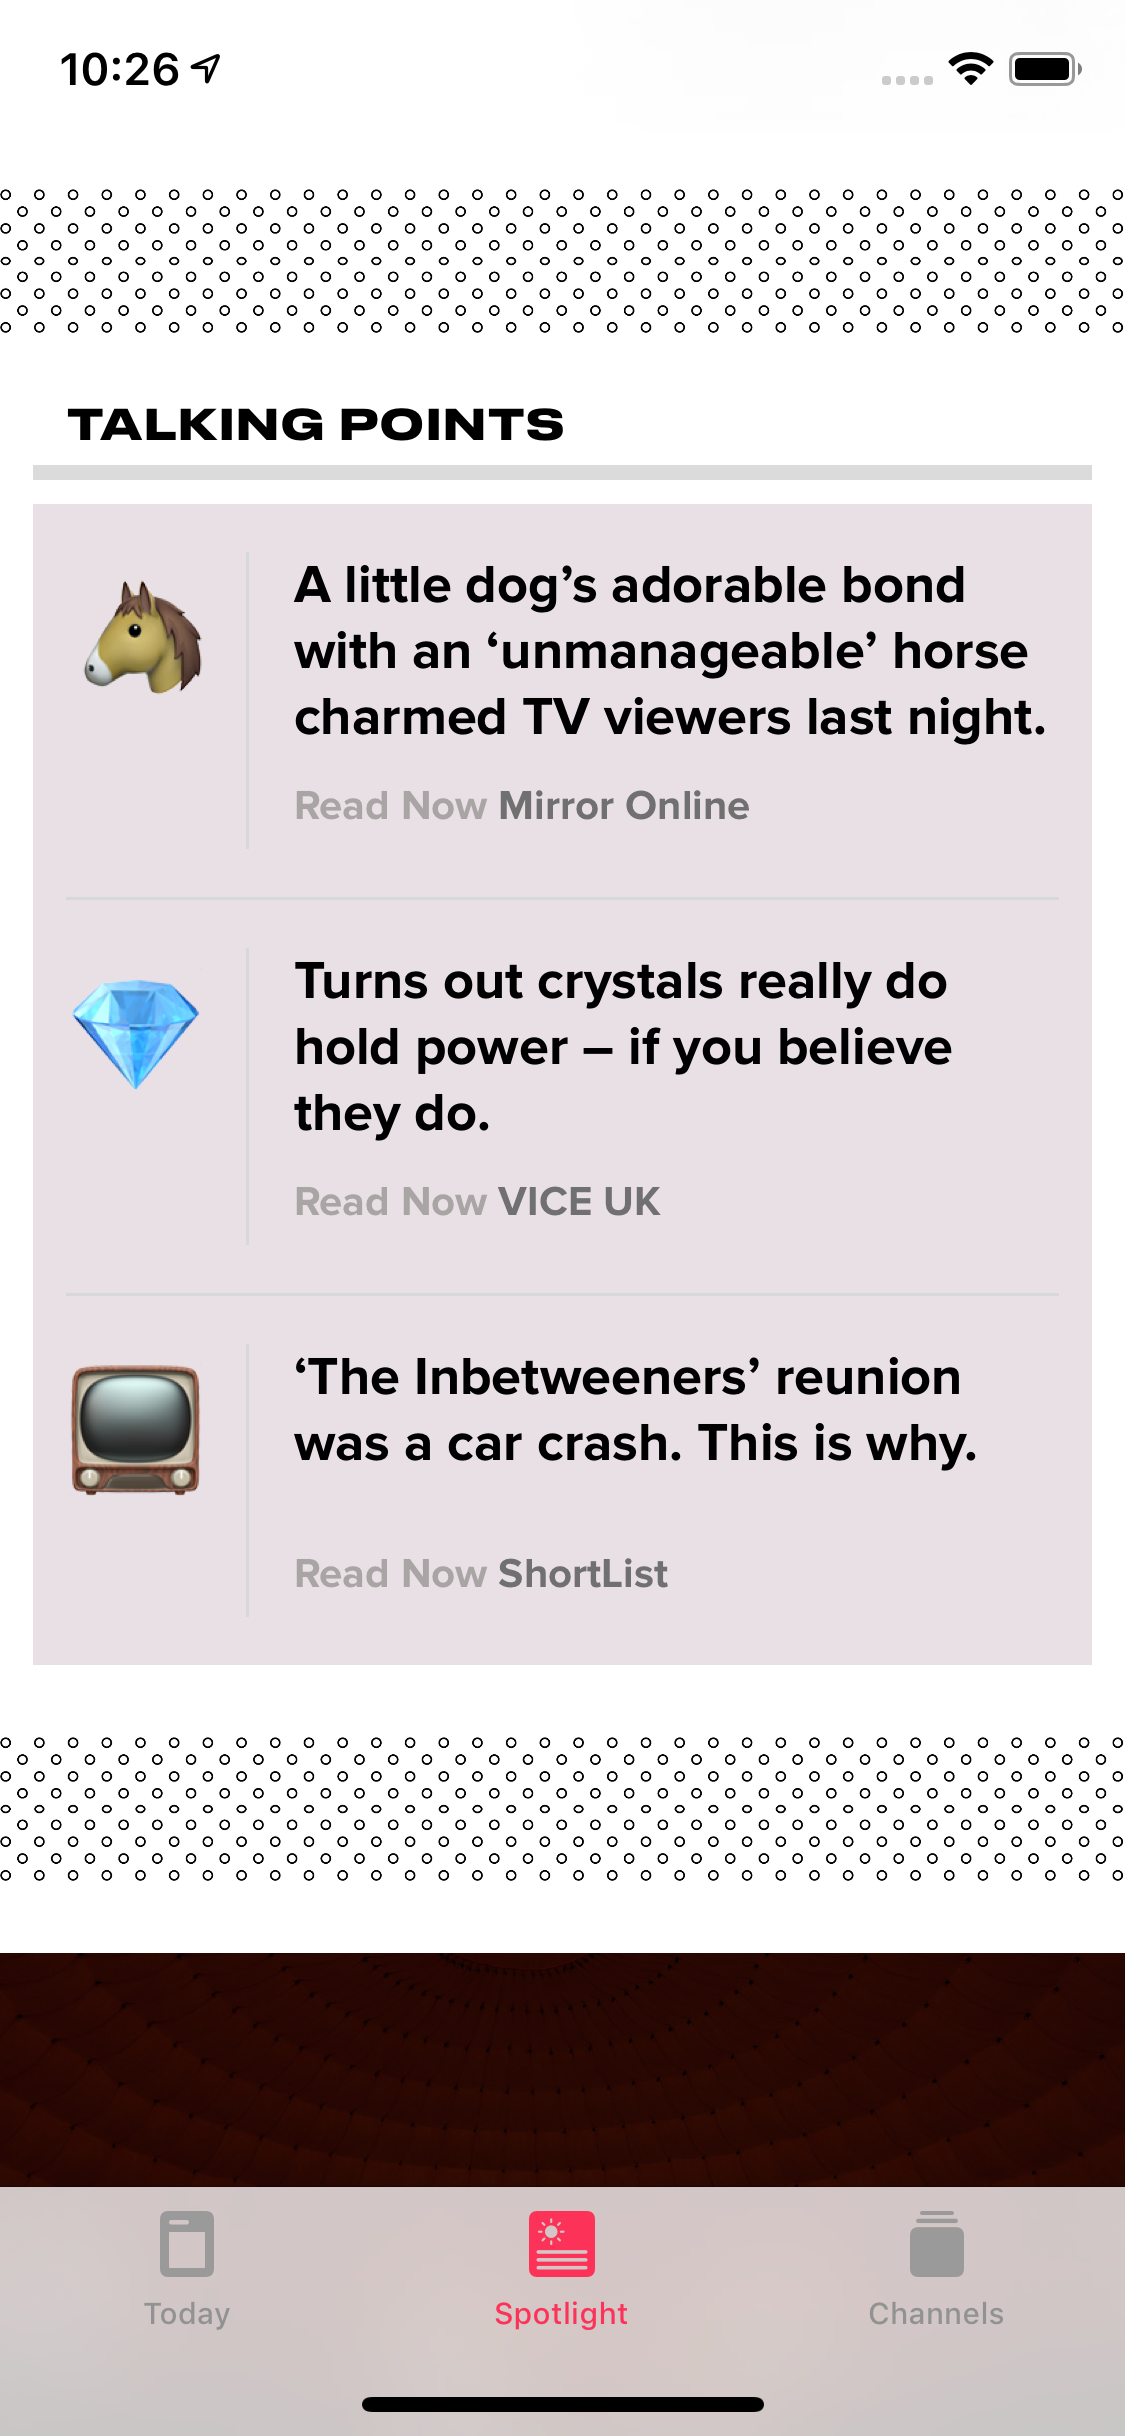 10:26
TALKING POINTS
A little dog’s adorable bond
with an ‘unmanageable’ horse
charmed TV viewers last night.
Read Now Mirror Online
Turns out crystals really do
hold power – if you believe
they do.
Read Now VICE UK
‘The Inbetweeners’ reunion
was a car crash. This is why.
Read Now ShortList
Today
Spotlight
Channels